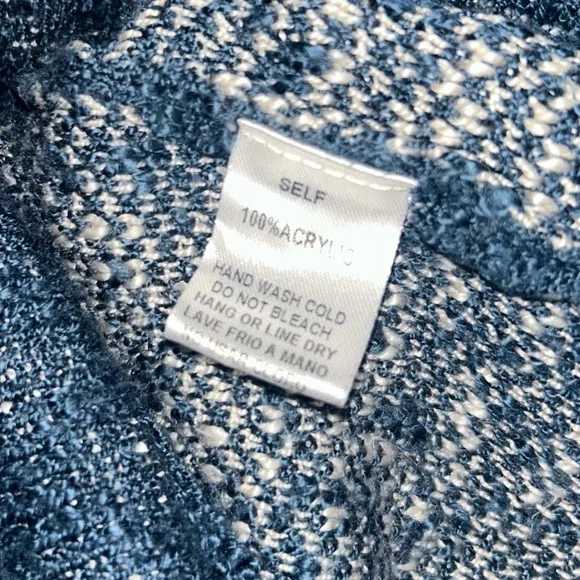 SELF
100%ACRYLIC
HAND WASH COLD
DO NOT BLEACH
HANG OR LINE DRY
LAVE FRIO A MANO